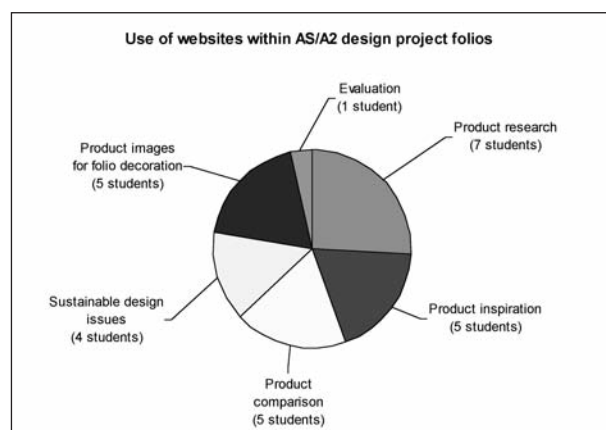 Use of websites within AS/A2 design project folios
Evaluation
(1 student)
Product research
(7 students)
Product images
for folio decoration
(5 students)
Sustainable design
issues
(4 students)
Product inspiration
(5 students)
Product
comparison
(5 students)